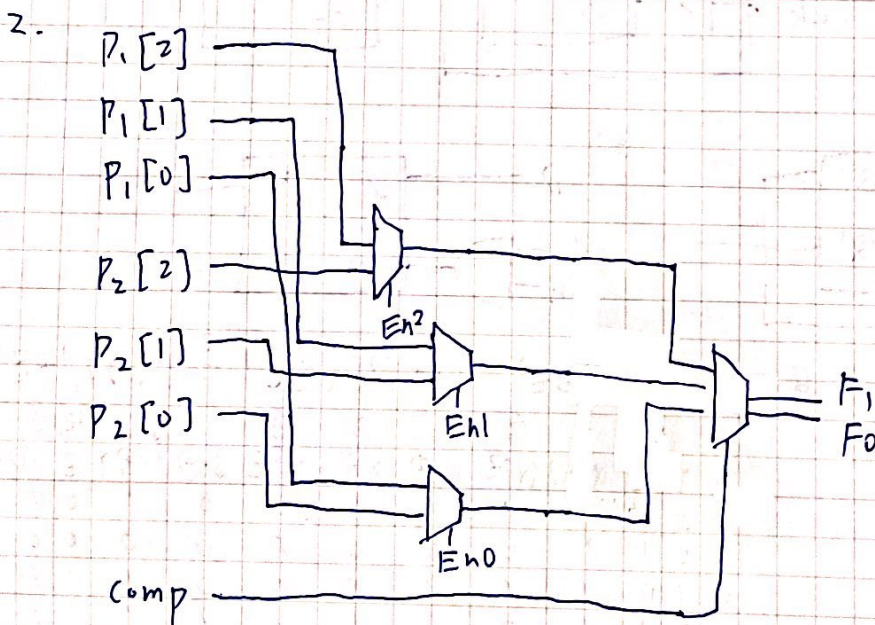 2.
P₁[2]
P₁[1]
P₁[0]
P₂[2]
En2
P₂[1]
F₁
P₂[0]
En1
F0
En0
Comp